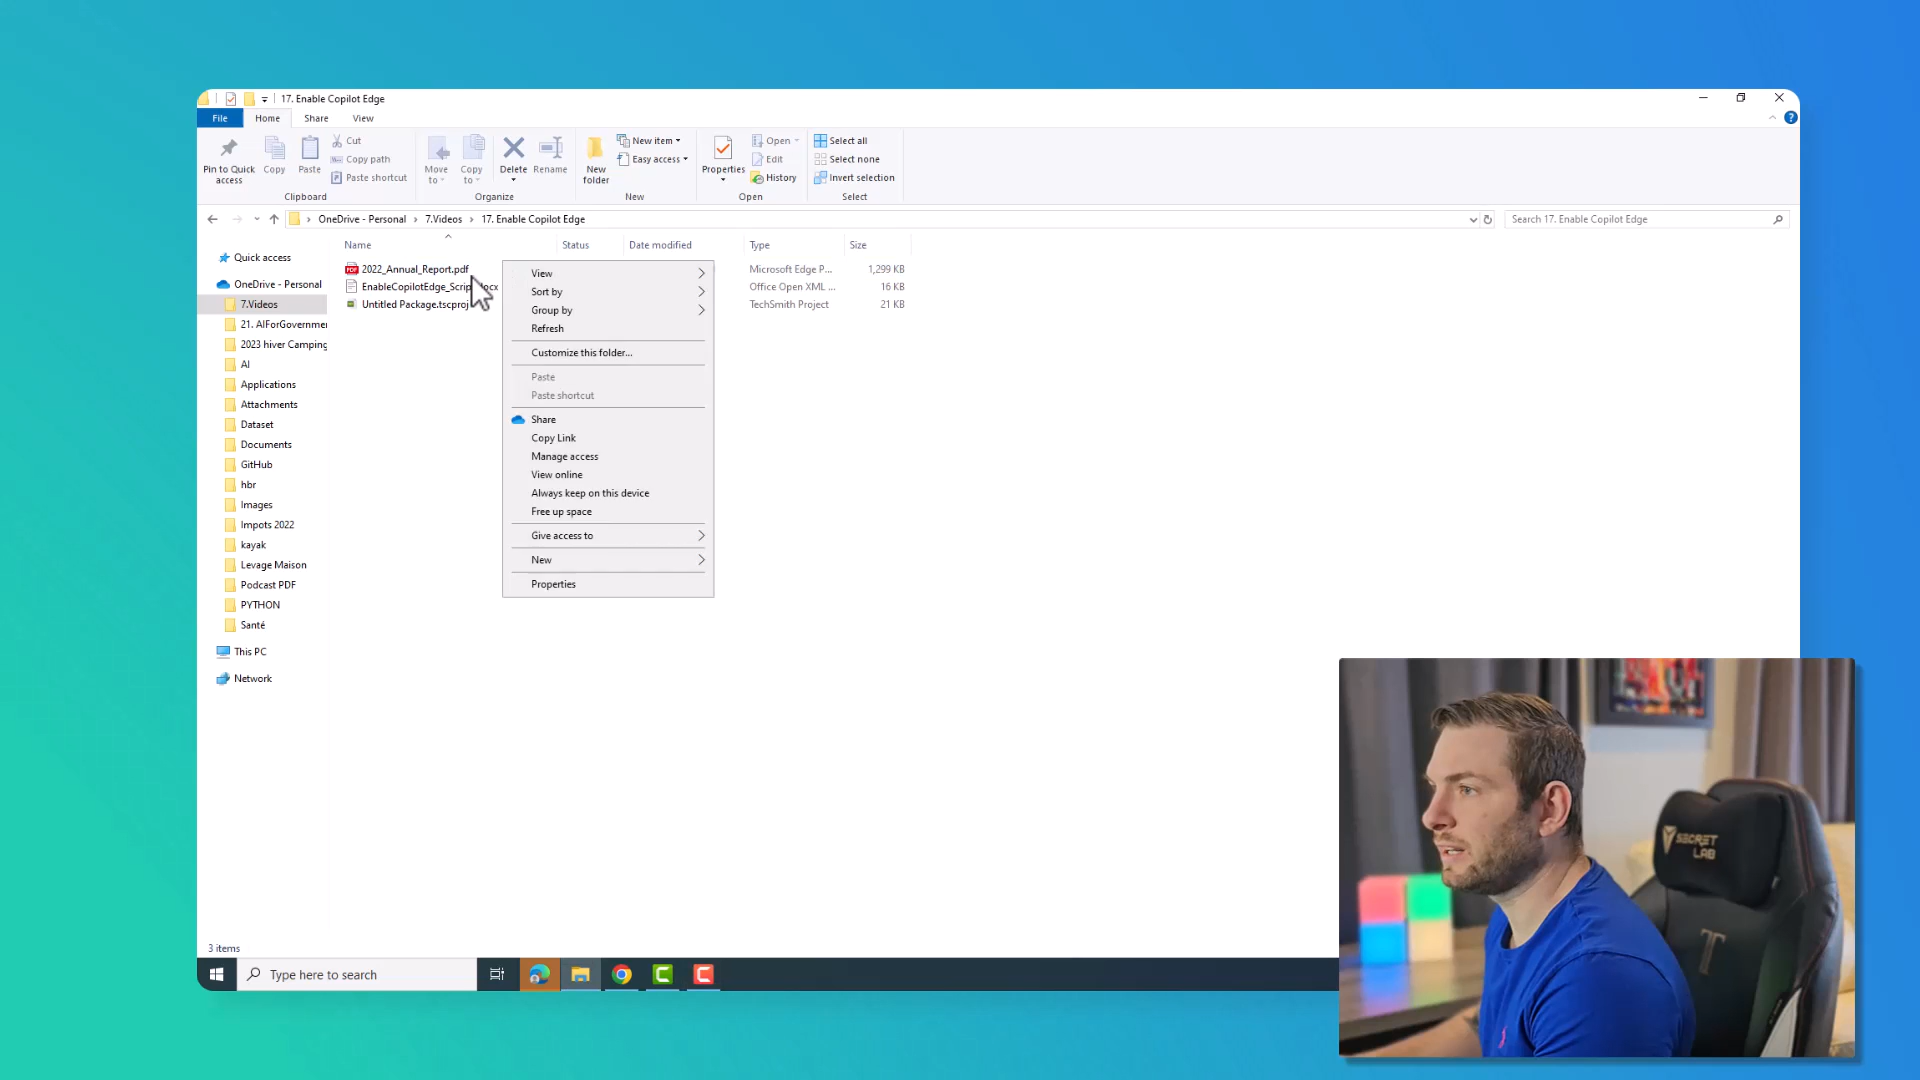 17. Enable Copilot Edge
File Home Share View
Pin to Quick access
Copy
Paste
Cut
Copy path
Paste shortcut
Clipboard
Move to
Copy to
Delete
Rename
Organize
New folder
New item
Easy access
New
Properties
Open
Edit
History
Open
Select all
Select none
Invert selection
Select
OneDrive - Personal > 7.Videos > 17. Enable Copilot Edge
Search 17. Enable Copilot Edge
Name Status Date modified Type Size
2022_Annual_Report.pdf Microsoft Edge P... 1,299 KB
EnableCopilotEdge_Scrip docx Office Open XML ... 16 KB
Untitled Package.tscproj TechSmith Project 21 KB
Quick access
OneDrive - Personal
7.Videos
21. AIForGovernme
2023 hiver Camping
AI
Applications
Attachments
Dataset
Documents
GitHub
hbr
Images
Impots 2022
kayak
Levage Maison
Podcast PDF
PYTHON
Santé
This PC
Network
View
Sort by
Group by
Refresh
Customize this folder...
Paste
Paste shortcut
Share
Copy Link
Manage access
View online
Always keep on this device
Free up space
Give access to
New
Properties
3 items
Type here to search
SECRET
LAB